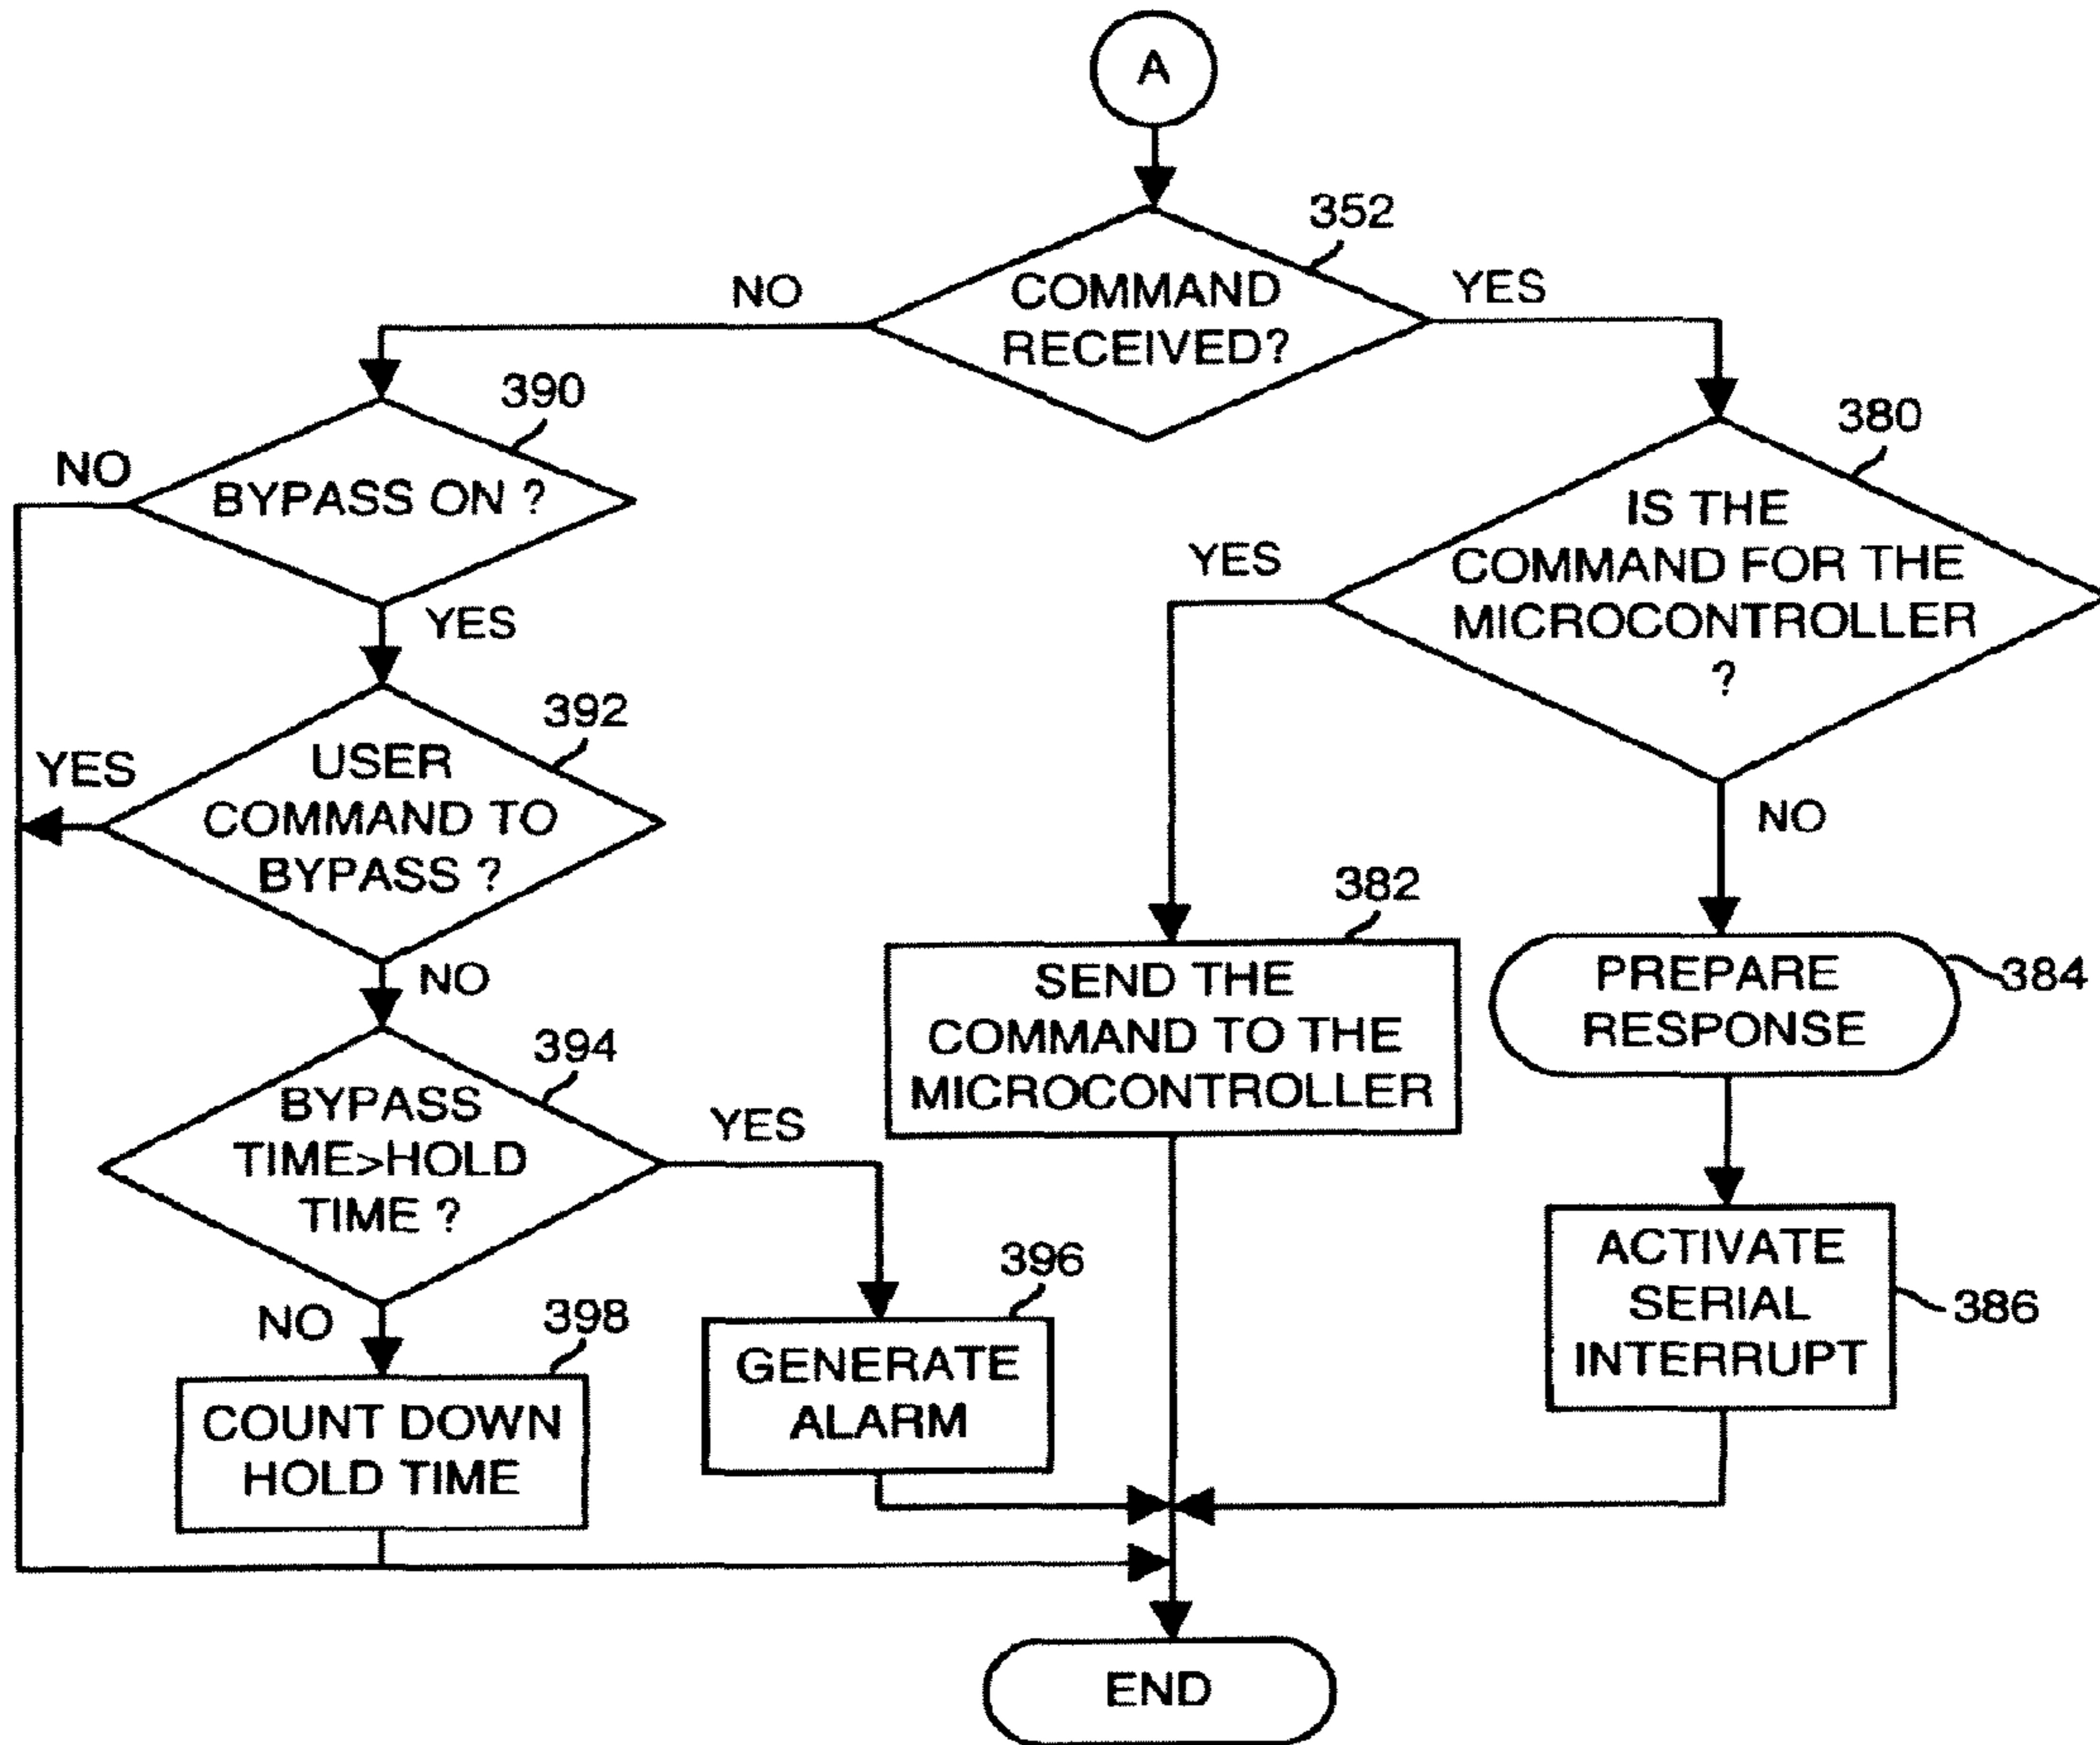 A
352
COMMAND
RECEIVED?
NO
YES
390
BYPASS ON ?
NO
YES
380
IS THE
COMMAND FOR THE
MICROCONTROLLER
?
YES
NO
392
USER
COMMAND TO
BYPASS ?
YES
NO
382
SEND THE
COMMAND TO THE
MICROCONTROLLER
384
PREPARE
RESPONSE
394
BYPASS
TIME>HOLD
TIME ?
YES
NO
396
GENERATE
ALARM
386
ACTIVATE
SERIAL
INTERRUPT
398
COUNT DOWN
HOLD TIME
END